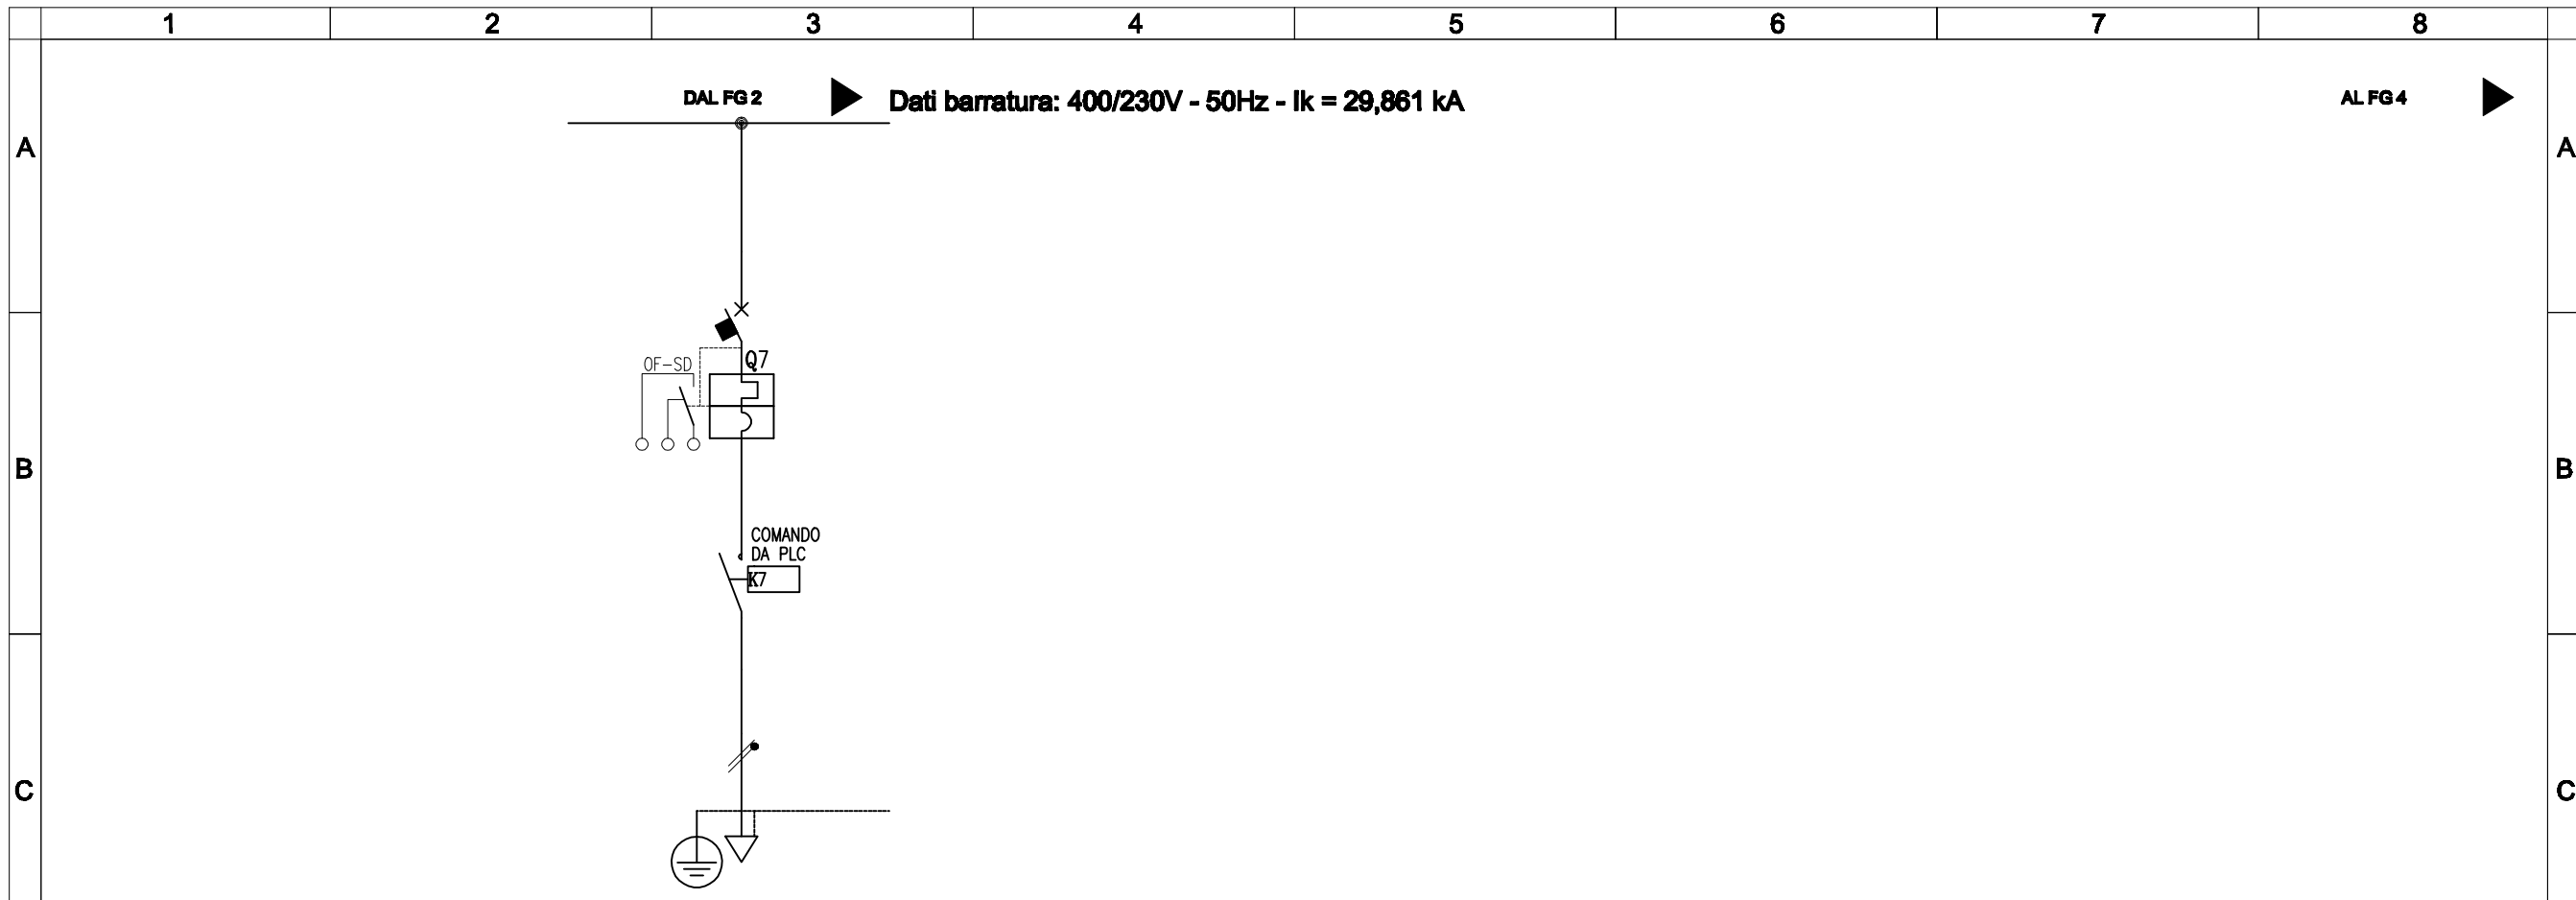 1 2 3 4 5 6 7 8
DAL FG 2 Dati barratura: 400/230V - 50Hz - Ik = 29,861 kA AL FG 4
A A
Q7
OF-SD
B B
COMANDO
DA PLC
K7
C C